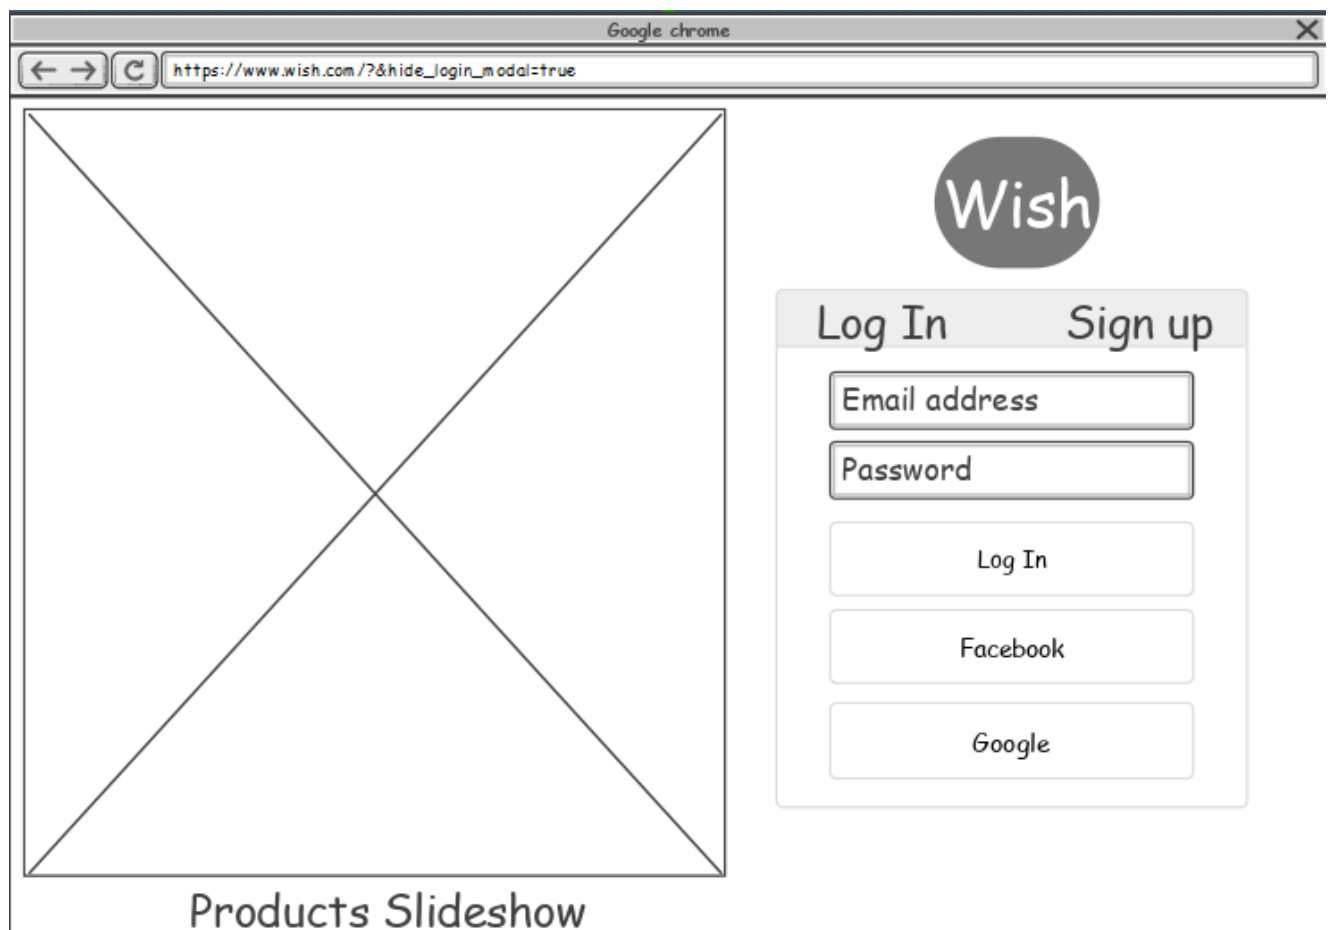 Google chrome
https://www.wish.com/?&hide_login_modal=true
Wish
Log In Sign up
Email address
Password
Log In
Facebook
Google
Products Slideshow